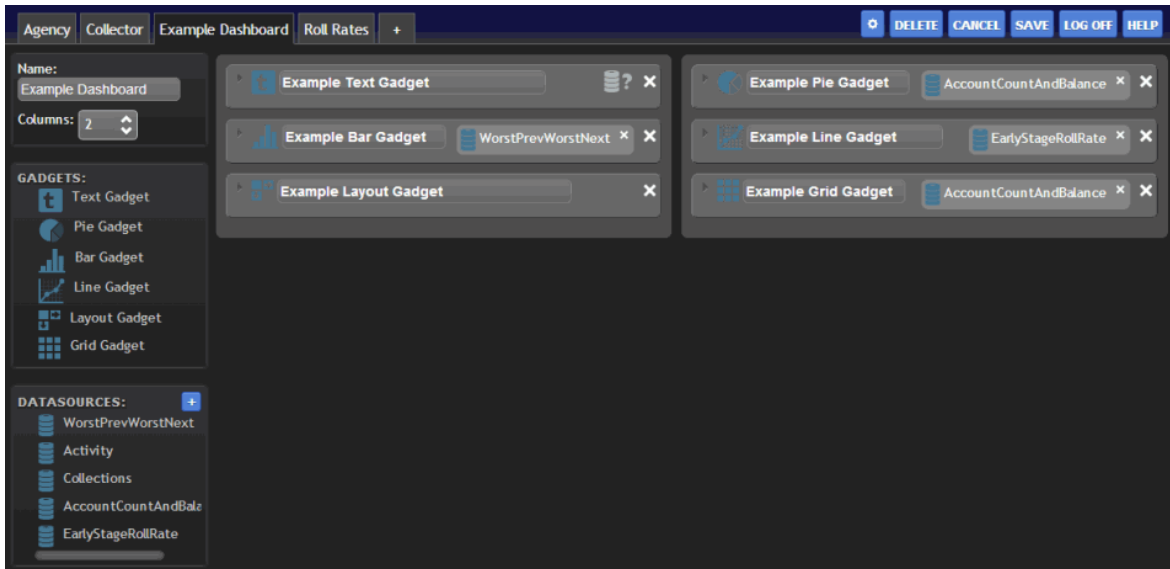 Agency Collector Example Dashboard Roll Rates + DELETE CANCEL SAVE LOG OFF HELP
Name:
Example Dashboard
Columns: 2
GADGETS:
Text Gadget
Pie Gadget
Bar Gadget
Line Gadget
Layout Gadget
Grid Gadget
DATASOURCES: +
WorstPrevWorstNext
Activity
Collections
AccountCountAndBala
EarlyStageRollRate
Example Text Gadget ? ×
Example Bar Gadget WorstPrevWorstNext × ×
Example Layout Gadget ×
Example Pie Gadget AccountCountAndBalance × ×
Example Line Gadget EarlyStageRollRate × ×
Example Grid Gadget AccountCountAndBalance × ×